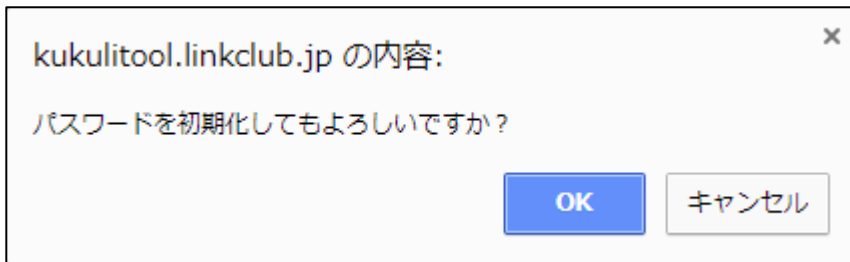 kukulitool.linkclub.jp の内容:
パスワードを初期化してもよろしいですか？
OK キャンセル